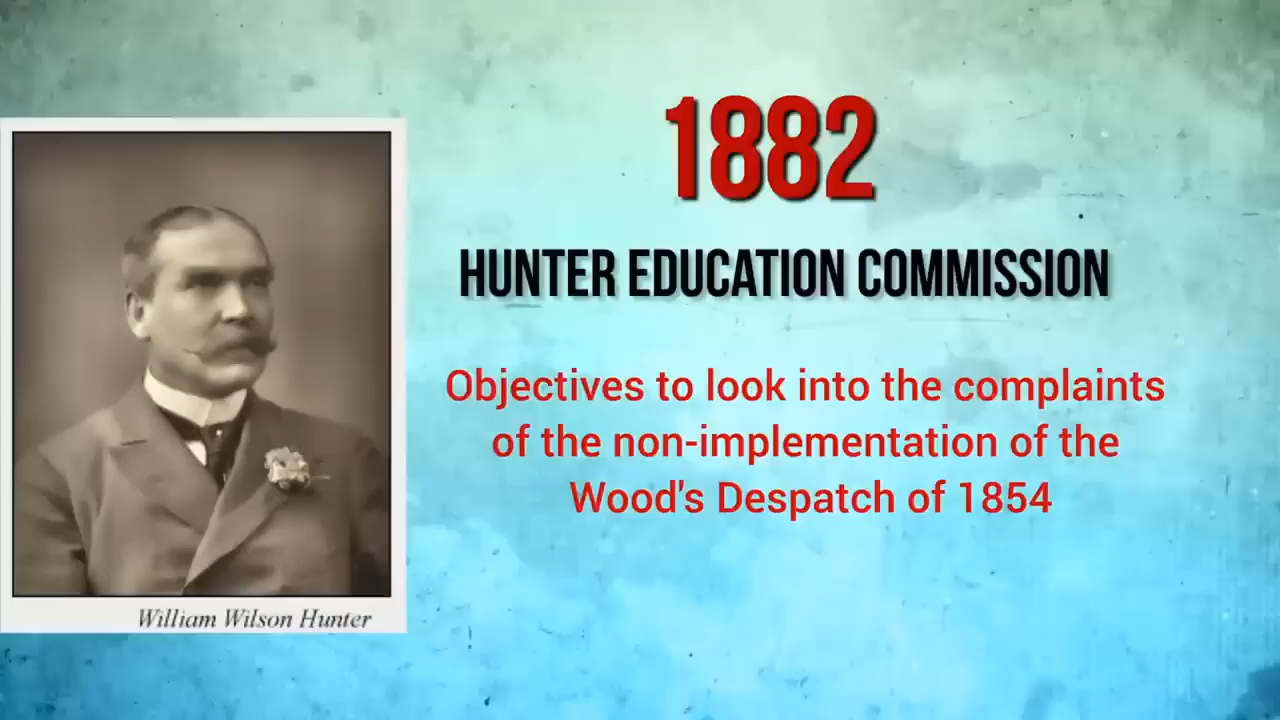 1882
HUNTER EDUCATION COMMISSION
Objectives to look into the complaints
of the non-implementation of the
Wood's Despatch of 1854
William Wilson Hunter